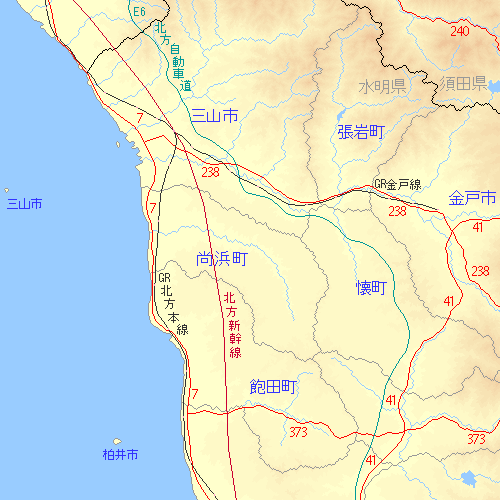 E6
北方自動車道
240
水明県
須田県
7
三山市
張岩町
238
GR金戸線
金戸市
三山市
7
238
41
尚浜町
238
GR北方本線
懐町
41
北方新幹線
7
飽田町
41
373
373
柏井市
41